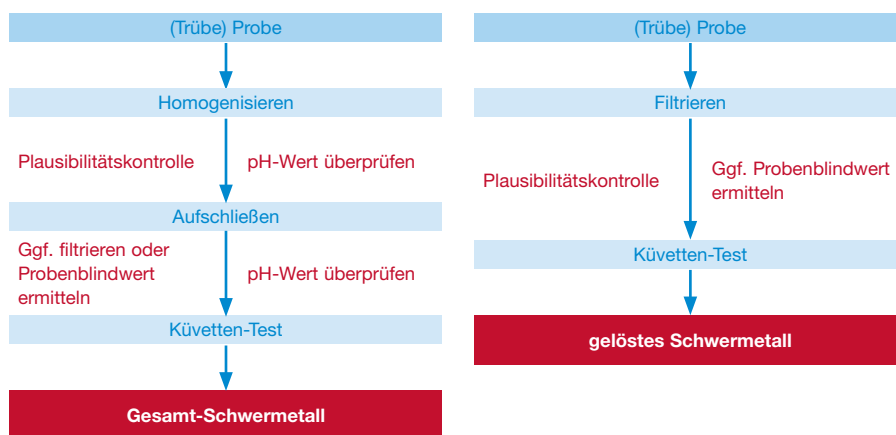 (Trübe) Probe
Homogenisieren
Plausibilitätskontrolle
pH-Wert überprüfen
Aufschließen
Ggf. filtrieren oder
Probenblindwert
ermitteln
pH-Wert überprüfen
Küvetten-Test
Gesamt-Schwermetall
(Trübe) Probe
Filtrieren
Plausibilitätskontrolle
Ggf. Probenblindwert
ermitteln
Küvetten-Test
gelöstes Schwermetall